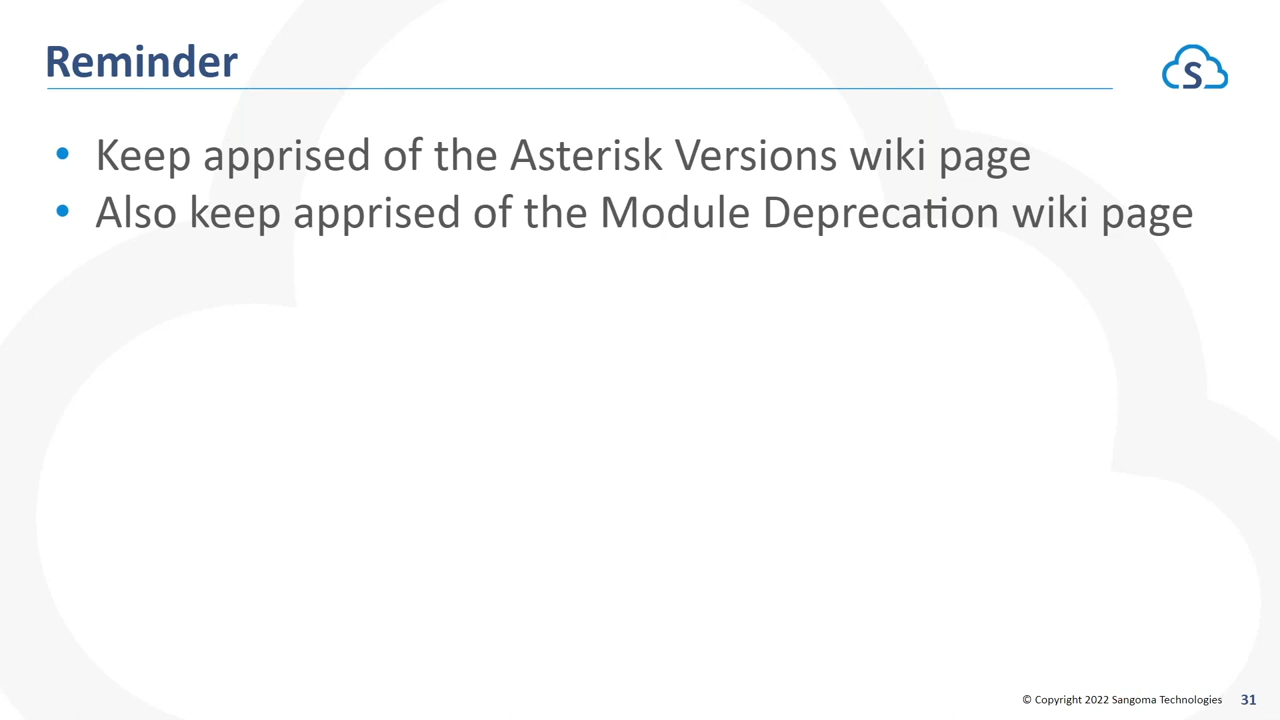 Reminder
S
• Keep apprised of the Asterisk Versions wiki page
• Also keep apprised of the Module Deprecation wiki page
© Copyright 2022 Sangoma Technologies 31